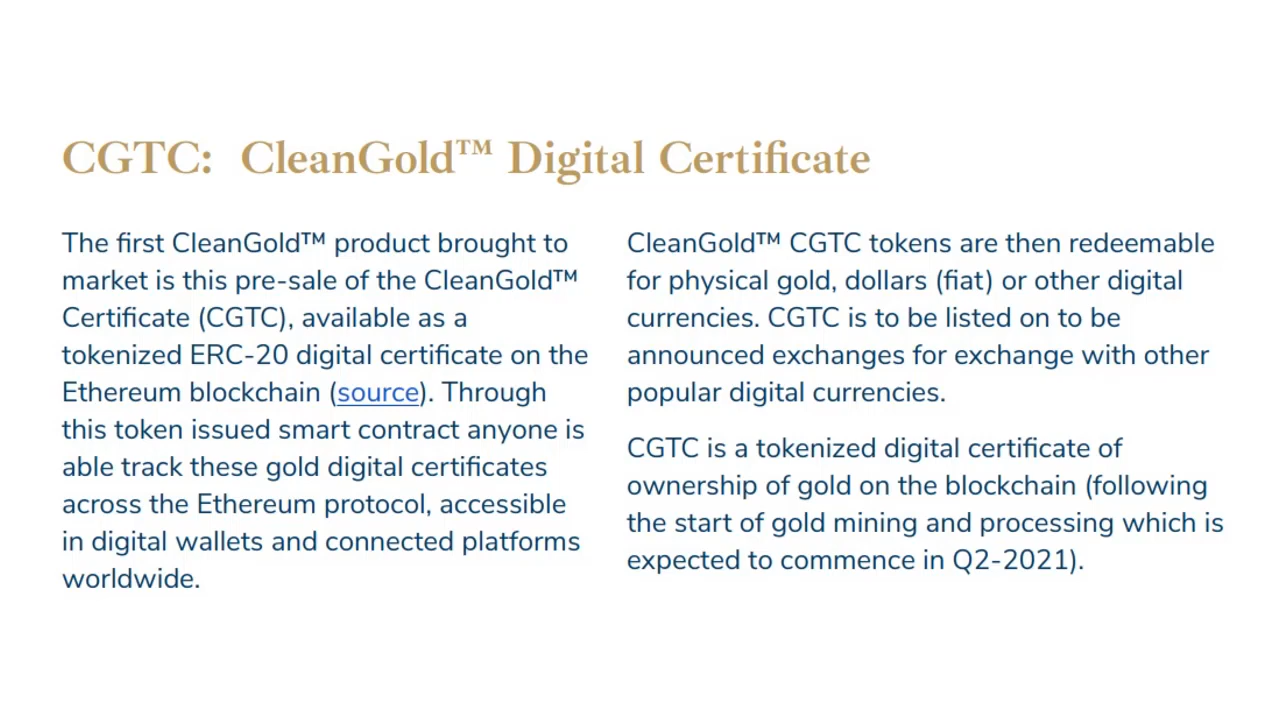 CGTC: CleanGold™ Digital Certificate
The first CleanGold™ product brought to
market is this pre-sale of the CleanGold™
Certificate (CGTC), available as a
tokenized ERC-20 digital certificate on the
Ethereum blockchain (source). Through
this token issued smart contract anyone is
able track these gold digital certificates
across the Ethereum protocol, accessible
in digital wallets and connected platforms
worldwide.
CleanGold™ CGTC tokens are then redeemable
for physical gold, dollars (fiat) or other digital
currencies. CGTC is to be listed on to be
announced exchanges for exchange with other
popular digital currencies.
CGTC is a tokenized digital certificate of
ownership of gold on the blockchain (following
the start of gold mining and processing which is
expected to commence in Q2-2021).